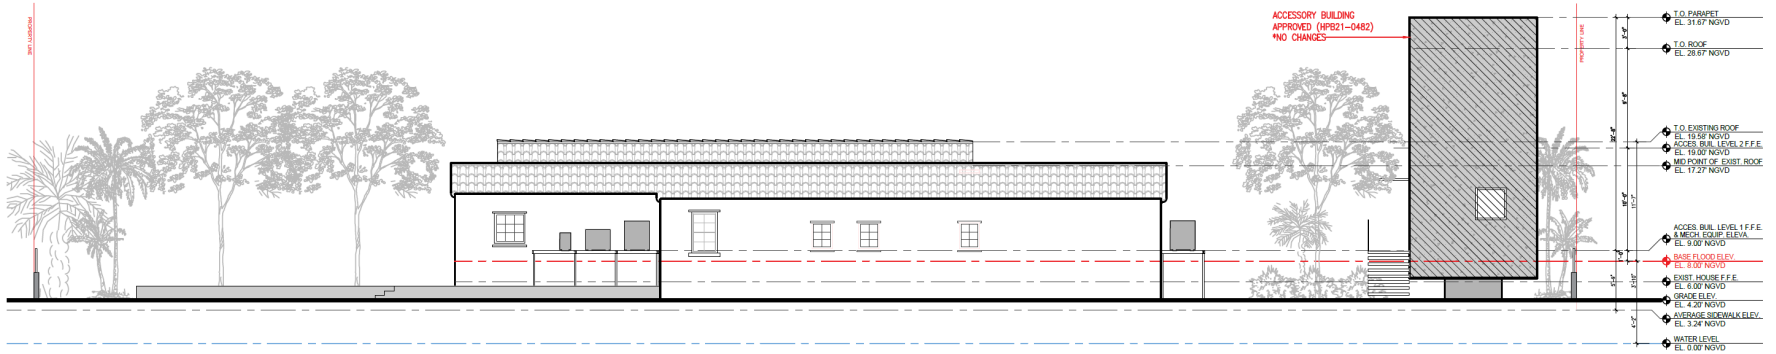 PROPERTY LINE
ACCESSORY BUILDING
APPROVED (HPB21-0482)
*NO CHANGES
PROPERTY LINE
T.O. PARAPET
EL. 31.67' NGVD
T.O. ROOF
EL. 28.67' NGVD
T.O. EXISTING ROOF
EL. 19.58' NGVD
ACCES. BUIL. LEVEL 2 F.F.E.
EL. 19.00' NGVD
MID POINT OF EXIST. ROOF
EL. 17.27' NGVD
ACCES. BUIL. LEVEL 1 F.F.E.
& MECH. EQUIP. ELEVA.
EL. 9.00' NGVD
BASE FLOOD ELEV.
EL. 8.00' NGVD
EXIST. HOUSE F.F.E.
EL. 6.00' NGVD
GRADE ELEV.
EL. 4.20' NGVD
AVERAGE SIDEWALK ELEV.
EL. 3.24' NGVD
WATER LEVEL
EL. 0.00' NGVD